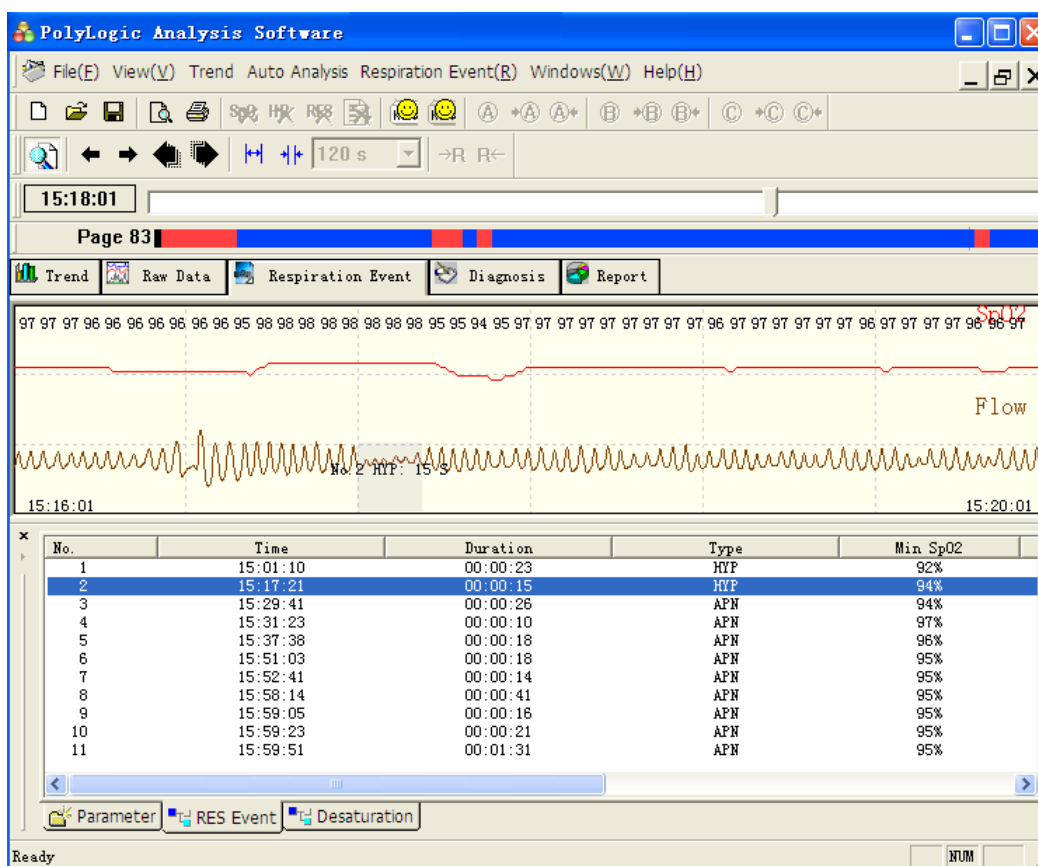 PolyLogic Analysis Software
File(F) View(V) Trend Auto Analysis Respiration Event(R) Windows(W) Help(H)
SpO2 HR RES A +A A+ B +B B+ C +C C+
120 s →R R←
15:18:01
Page 83
Trend Raw Data Respiration Event Diagnosis Report
97 97 97 96 96 96 96 96 96 96 95 98 98 98 98 98 98 98 98 95 95 94 95 97 97 97 97 97 97 97 97 97 96 97 97 97 97 97 97 96 97 97 97 97 96 96 97
SpO2
Flow
No.2 HYP: 15 S
15:16:01 15:20:01
No. Time Duration Type Min SpO2
1 15:01:10 00:00:23 HYP 92%
2 15:17:21 00:00:15 HYP 94%
3 15:29:41 00:00:26 APN 94%
4 15:31:23 00:00:10 APN 97%
5 15:37:38 00:00:18 APN 96%
6 15:51:03 00:00:18 APN 95%
7 15:52:41 00:00:14 APN 95%
8 15:58:14 00:00:41 APN 95%
9 15:59:05 00:00:16 APN 95%
10 15:59:23 00:00:21 APN 95%
11 15:59:51 00:01:31 APN 95%
Parameter RES Event Desaturation
Ready NUM